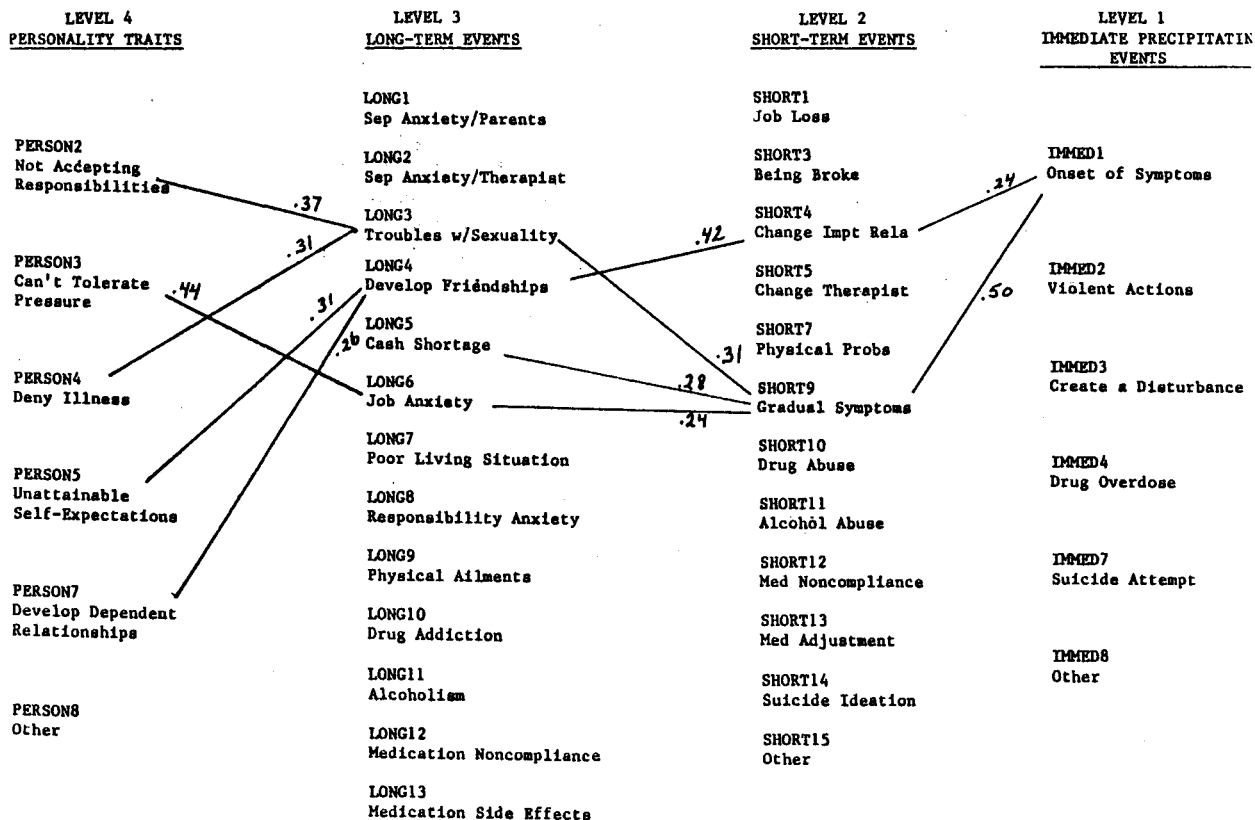 LEVEL 4
PERSONALITY TRAITS
PERSON2
Not Accepting
Responsibilities
PERSON3
Can't Tolerate
Pressure
PERSON4
Deny Illness
PERSON5
Unattainable
Self-Expectations
PERSON7
Develop Dependent
Relationships
PERSON8
Other
.37
.31
.44
.31
.26
LEVEL 3
LONG-TERM EVENTS
LONG1
Sep Anxiety/Parents
LONG2
Sep Anxiety/Therapist
LONG3
Troubles w/Sexuality
LONG4
Develop Friendships
LONG5
Cash Shortage
LONG6
Job Anxiety
LONG7
Poor Living Situation
LONG8
Responsibility Anxiety
LONG9
Physical Ailments
LONG10
Drug Addiction
LONG11
Alcoholism
LONG12
Medication Noncompliance
LONG13
Medication Side Effects
.42
.31
.28
.24
LEVEL 2
SHORT-TERM EVENTS
SHORT1
Job Loss
SHORT3
Being Broke
SHORT4
Change Impt Rela
SHORT5
Change Therapist
SHORT7
Physical Probs
SHORT9
Gradual Symptoms
SHORT10
Drug Abuse
SHORT11
Alcohol Abuse
SHORT12
Med Noncompliance
SHORT13
Med Adjustment
SHORT14
Suicide Ideation
SHORT15
Other
.24
.50
LEVEL 1
IMMEDIATE PRECIPITATIN
EVENTS
IMMED1
Onset of Symptoms
IMMED2
Violent Actions
IMMED3
Create a Disturbance
IMMED4
Drug Overdose
IMMED7
Suicide Attempt
IMMED8
Other